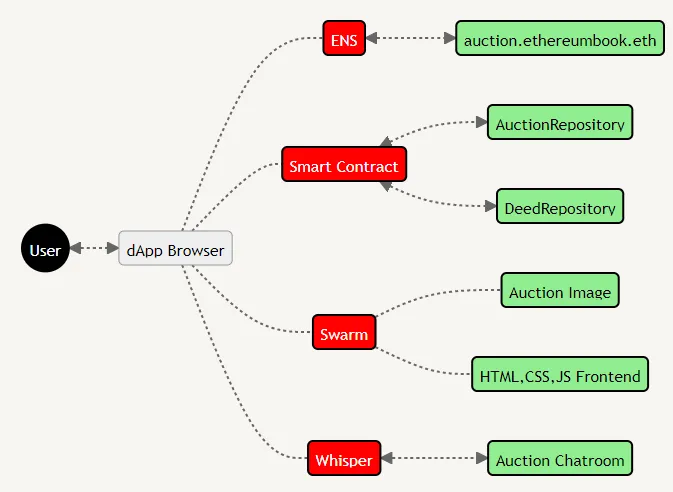 ENS
auction.ethereumbook.eth
AuctionRepository
Smart Contract
DeedRepository
User
dApp Browser
Auction Image
Swarm
HTML,CSS,JS Frontend
Whisper
Auction Chatroom